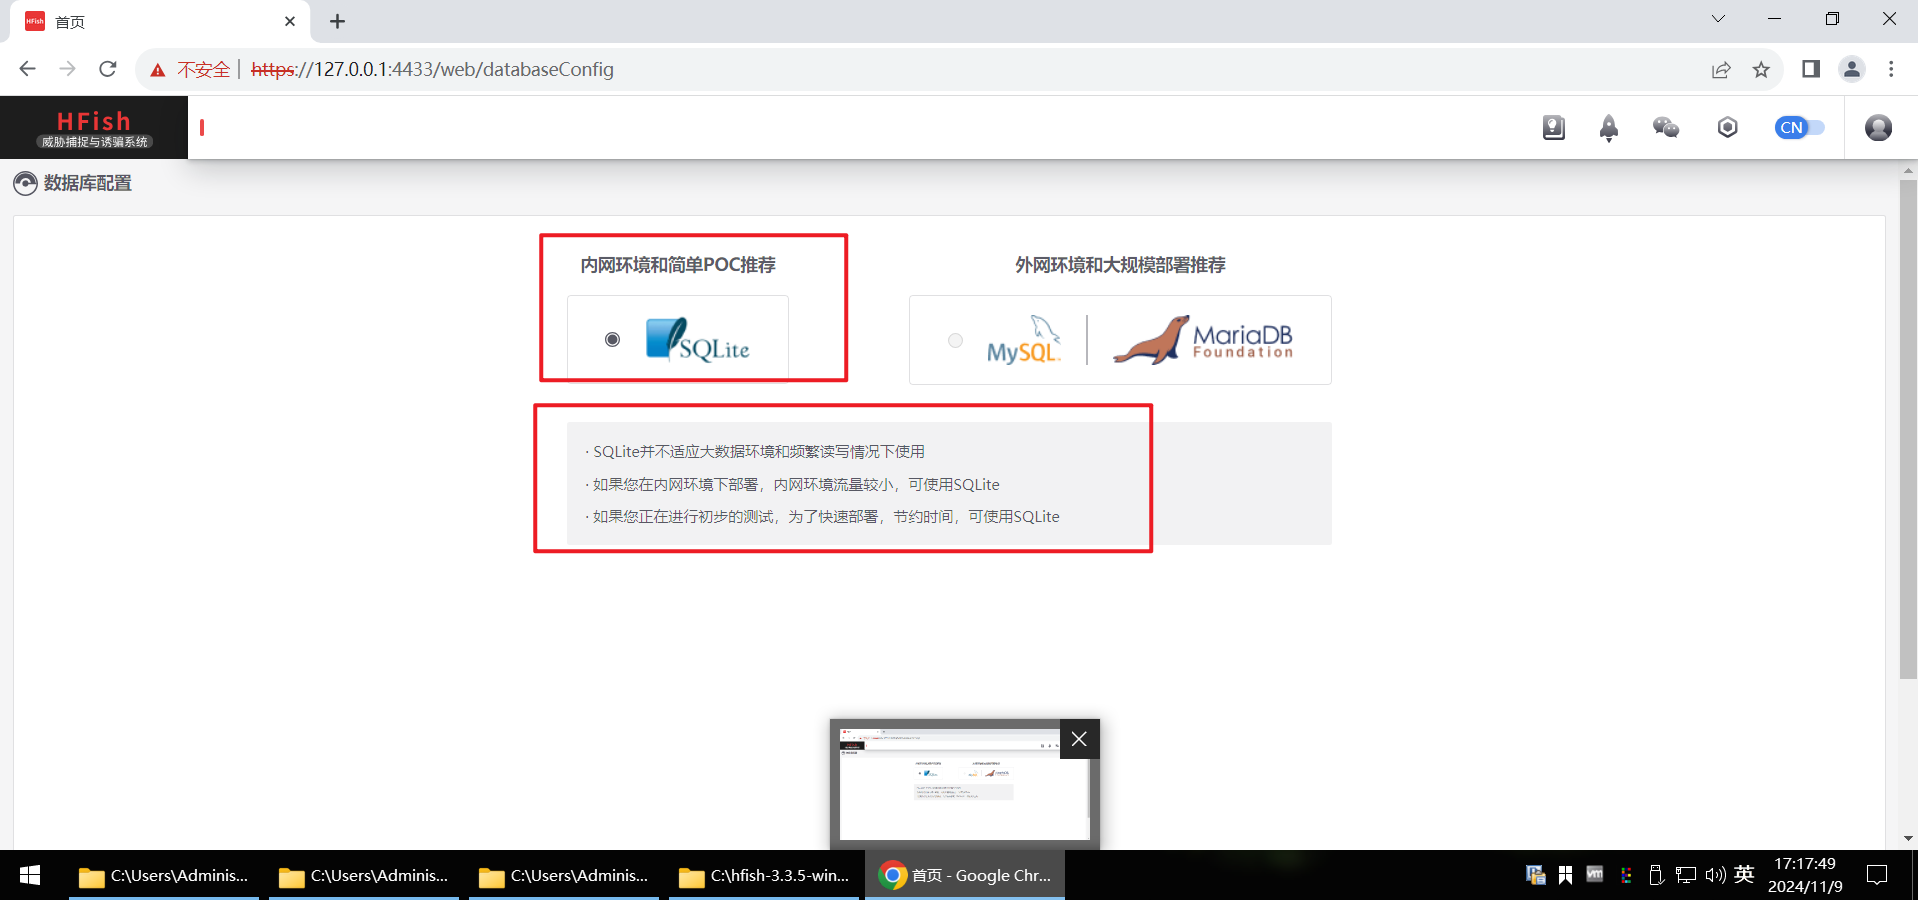 HFish
首页
不安全
https://127.0.0.1:4433/web/databaseConfig
HFish
威胁捕捉与诱骗系统
CN
数据库配置
内网环境和简单POC推荐
外网环境和大规模部署推荐
SQLite
MySQL
MariaDB
Foundation
· SQLite并不适应大数据环境和频繁读写情况下使用
· 如果您在内网环境下部署，内网环境流量较小，可使用SQLite
· 如果您正在进行初步的测试，为了快速部署，节约时间，可使用SQLite
C:\Users\Adminis...
C:\Users\Adminis...
C:\Users\Adminis...
C:\hfish-3.3.5-win...
首页 - Google Chr...
vm
英
17:17:49
2024/11/9